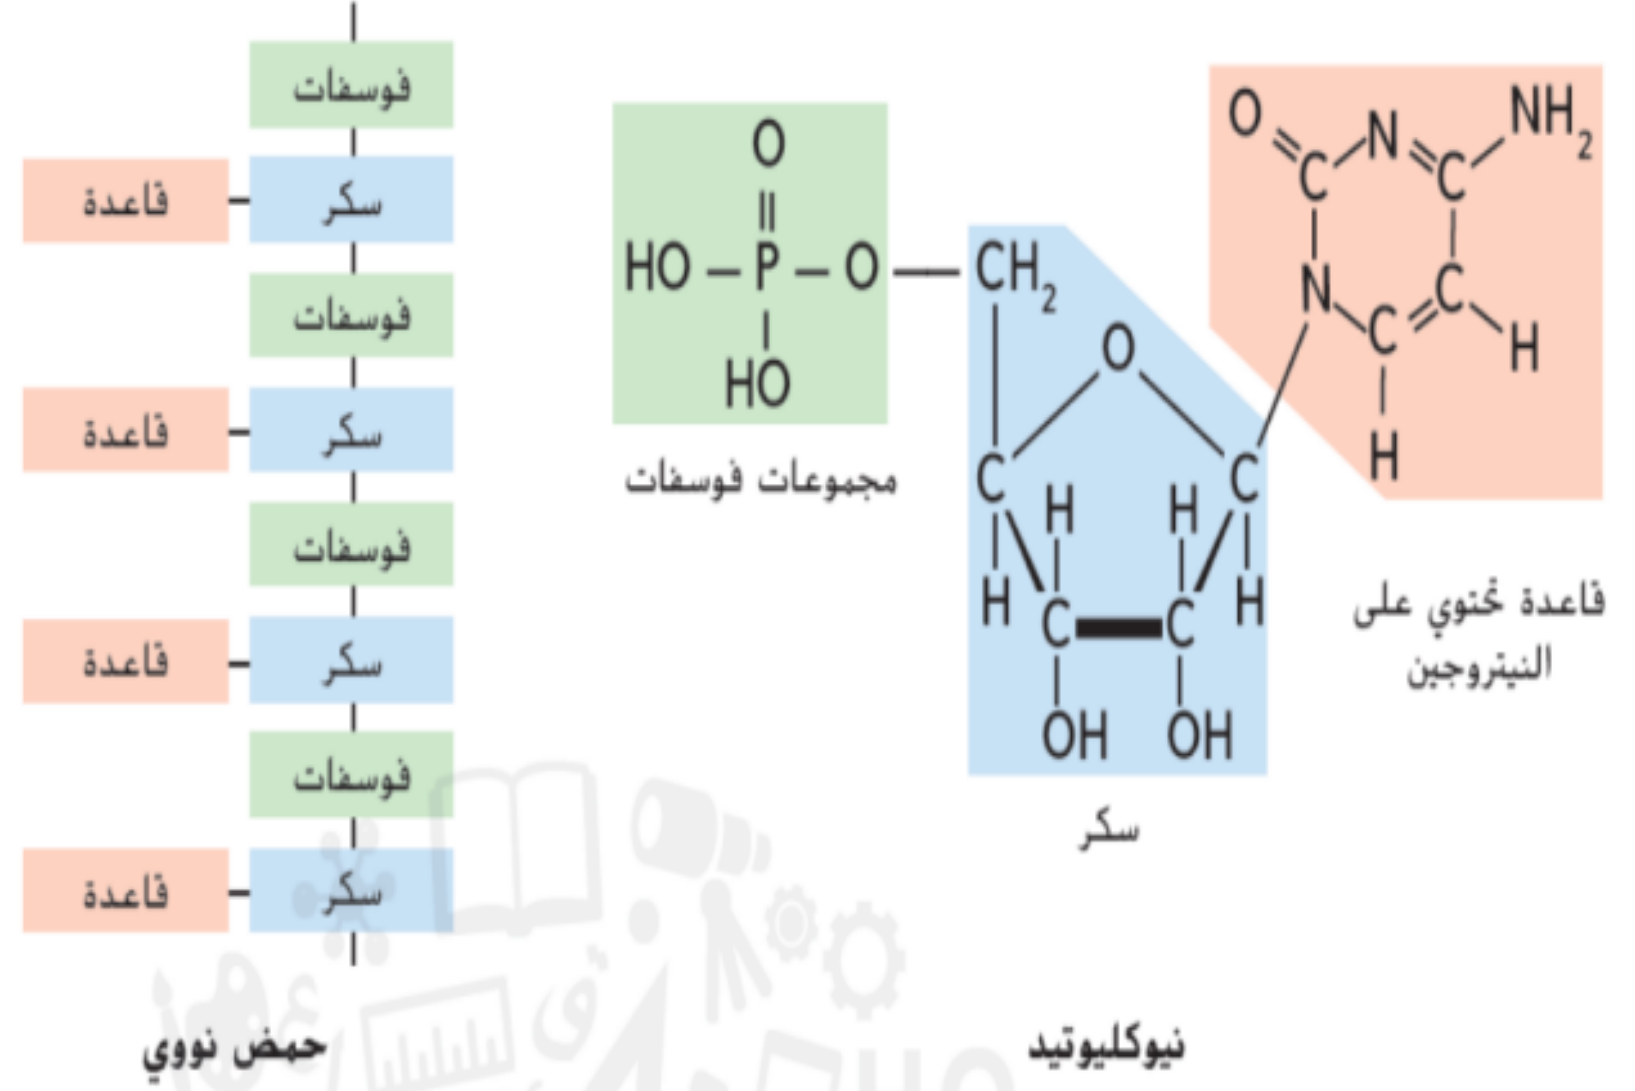 فوسفات
قاعدة
سكر
فوسفات
قاعدة
سكر
فوسفات
قاعدة
سكر
فوسفات
قاعدة
سكر
حمض نووي
O
HO
P
O
HO
مجموعات فوسفات
CH2
O
C
C
H
H
H
H
C
C
OH
OH
سكر
O
N
NH2
C
C
N
C
C
H
H
قاعدة تحتوي على
النيتروجين
نيوكليوتيد